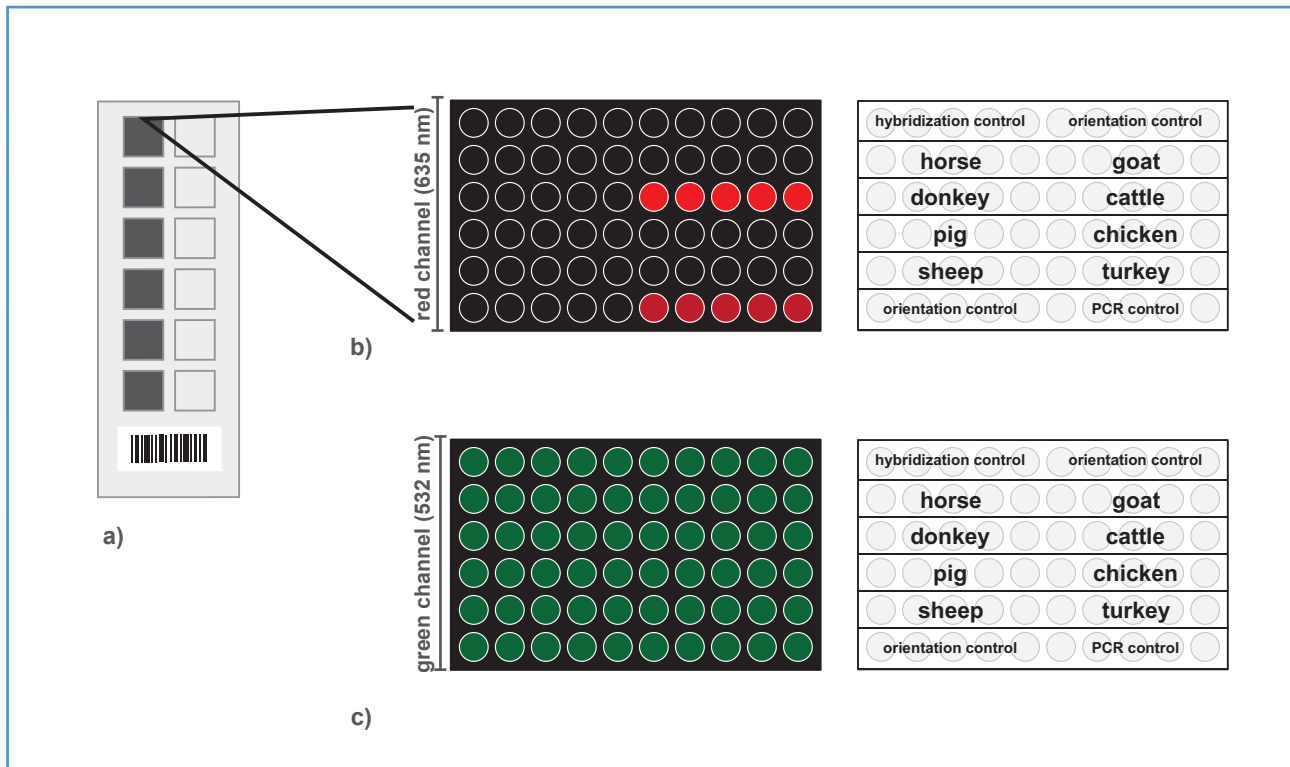 a)
red channel (635 nm)
b)
hybridization control orientation control
horse goat
donkey cattle
pig chicken
sheep turkey
orientation control PCR control
green channel (532 nm)
c)
hybridization control orientation control
horse goat
donkey cattle
pig chicken
sheep turkey
orientation control PCR control